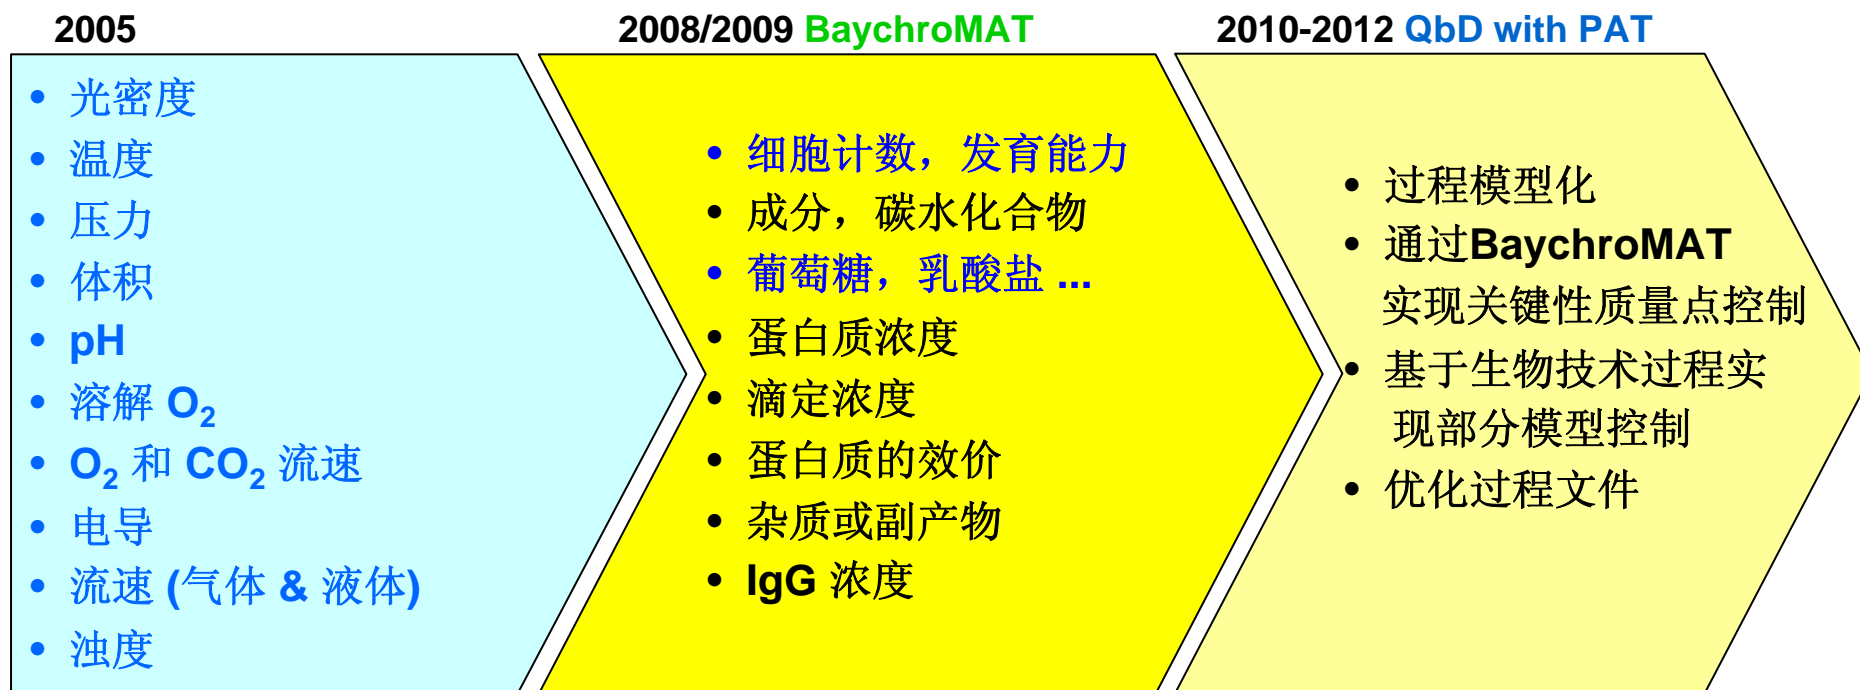 2005
• 光密度
• 温度
• 压力
• 体积
• pH
• 溶解 O₂
• O₂ 和 CO₂ 流速
• 电导
• 流速 (气体 & 液体)
• 浊度
2008/2009 BaychroMAT
• 细胞计数，发育能力
• 成分，碳水化合物
• 葡萄糖，乳酸盐 ...
• 蛋白质浓度
• 滴定浓度
• 蛋白质的效价
• 杂质或副产物
• IgG 浓度
2010-2012 QbD with PAT
• 过程模型化
• 通过BaychroMAT
实现关键性质量点控制
• 基于生物技术过程实
现部分模型控制
• 优化过程文件